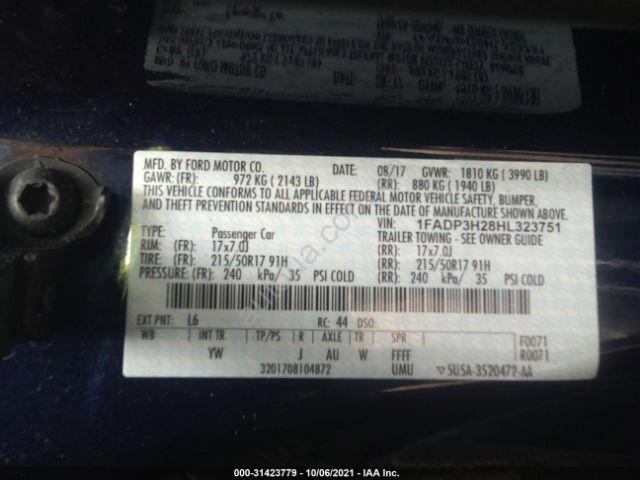 MFD. BY FORD MOTOR CO. DATE: 08/17 GVWR: 1810 KG ( 3990 LB)
GAWR:(FR): 972 KG ( 2143 LB) (RR): 880 KG ( 1940 LB)
THIS VEHICLE CONFORMS TO ALL APPLICABLE FEDERAL MOTOR VEHICLE SAFETY, BUMPER,
AND THEFT PREVENTION STANDARDS IN EFFECT ON THE DATE OF MANUFACTURE SHOWN ABOVE.
VIN: 1FADP3H28HL323751
TYPE: Passenger Car TRAILER TOWING - SEE OWNER GUIDE
RIM: (FR): 17x7.0J (RR): 17x7.0J
TIRE: (FR): 215/50R17 91H (RR): 215/50R17 91H
PRESSURE: (FR): 240 kPa/ 35 PSI COLD (RR): 240 kPa/ 35 PSI COLD
EXT PNT: L6 RC: 44 DSO:
WB INT TR TP/PS R AXLE TR SPR F0071
YW J AU W FFFF R0071
3201708104872 UMU ▽ 5USA-3520472-AA
000-31423779 - 10/06/2021 - IAA Inc.